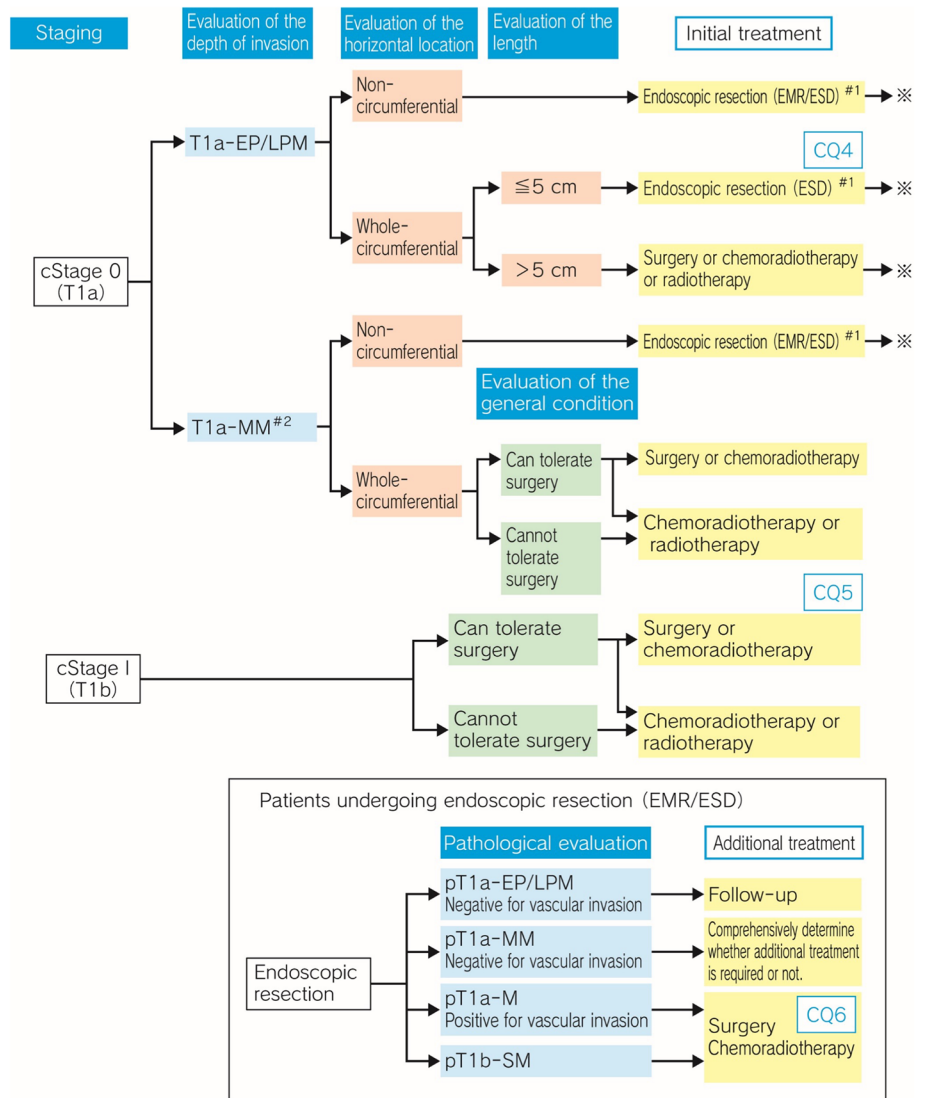 Staging
Evaluation of the
depth of invasion
Evaluation of the
horizontal location
Evaluation of the
length
Initial treatment
Non-
circumferential
Endoscopic resection (EMR/ESD) #1
※
T1a-EP/LPM
CQ4
≦5 cm
Endoscopic resection (ESD) #1
※
Whole-
circumferential
>5 cm
Surgery or chemoradiotherapy
or radiotherapy
※
cStage 0
(T1a)
Non-
circumferential
Endoscopic resection (EMR/ESD) #1
※
Evaluation of the
general condition
T1a-MM#2
Can tolerate
surgery
Surgery or chemoradiotherapy
Whole-
circumferential
Cannot
tolerate
surgery
Chemoradiotherapy or
radiotherapy
CQ5
Can tolerate
surgery
Surgery or
chemoradiotherapy
cStage I
(T1b)
Cannot
tolerate surgery
Chemoradiotherapy or
radiotherapy
Patients undergoing endoscopic resection (EMR/ESD)
Pathological evaluation
Additional treatment
pT1a-EP/LPM
Negative for vascular invasion
Follow-up
pT1a-MM
Negative for vascular invasion
Comprehensively determine
whether additional treatment
is required or not.
Endoscopic
resection
pT1a-M
Positive for vascular invasion
CQ6
Surgery
Chemoradiotherapy
pT1b-SM